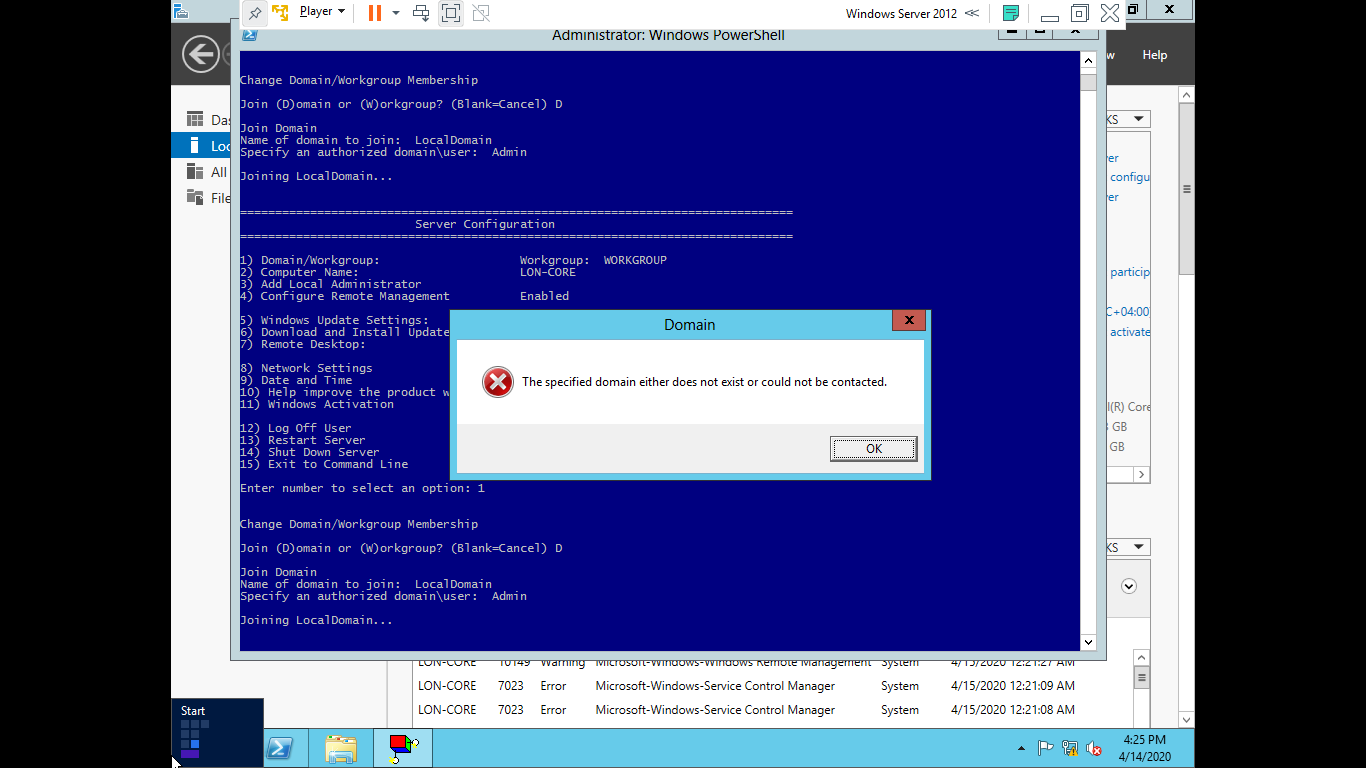 Player
Windows Server 2012
Administrator: Windows PowerShell
Help
Change Domain/Workgroup Membership
Join (D)omain or (W)orkgroup? (Blank=Cancel) D
Join Domain
Name of domain to join: LocalDomain
Specify an authorized domain\user: Admin
Joining LocalDomain...
===============================================================================
Server Configuration
===============================================================================
1) Domain/Workgroup: Workgroup: WORKGROUP
2) Computer Name: LON-CORE
3) Add Local Administrator
4) Configure Remote Management Enabled
5) Windows Update Settings:
6) Download and Install Update
7) Remote Desktop:
8) Network Settings
9) Date and Time
10) Help improve the product w
11) Windows Activation
12) Log Off User
13) Restart Server
14) Shut Down Server
15) Exit to Command Line
Enter number to select an option: 1
Change Domain/Workgroup Membership
Join (D)omain or (W)orkgroup? (Blank=Cancel) D
Join Domain
Name of domain to join: LocalDomain
Specify an authorized domain\user: Admin
Joining LocalDomain...
Domain
The specified domain either does not exist or could not be contacted.
OK
Das
Loc
All
File
KS
ver
configu
ver
particip
C+04:00
activate
l(R) Core
GB
GB
KS
LON-CORE 10149 Warning Microsoft-Windows-Windows Remote Management System 4/15/2020 12:21:27 AM
LON-CORE 7023 Error Microsoft-Windows-Service Control Manager System 4/15/2020 12:21:09 AM
LON-CORE 7023 Error Microsoft-Windows-Service Control Manager System 4/15/2020 12:21:08 AM
Start
4:25 PM
4/14/2020